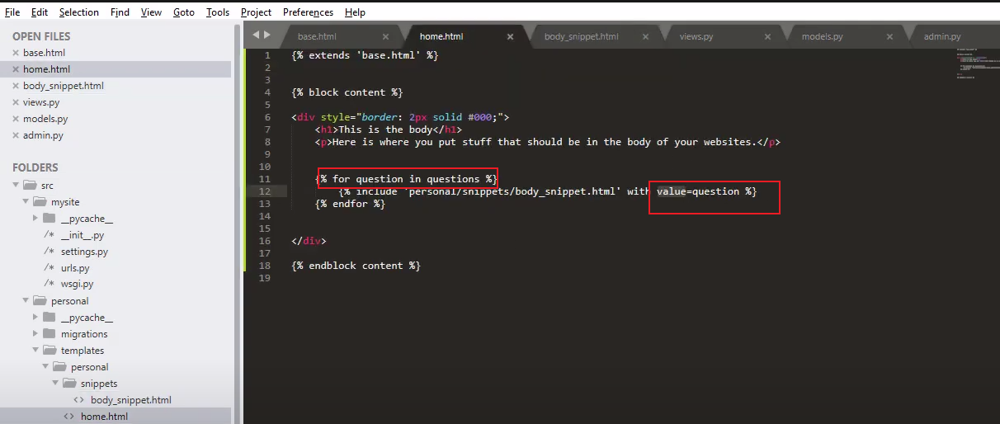 File Edit Selection Find View Goto Tools Project Preferences Help
OPEN FILES
base.html
home.html
body_snippet.html
views.py
models.py
admin.py
FOLDERS
src
mysite
__pycache__
__init__.py
/* settings.py
/* urls.py
/* wsgi.py
personal
__pycache__
migrations
templates
personal
snippets
<> body_snippet.html
<> home.html
base.html home.html body_snippet.html views.py models.py admin.py
1 {% extends 'base.html' %}
2
3
4 {% block content %}
5
6 <div style="border: 2px solid #000;">
7 <h1>This is the body</h1>
8 <p>Here is where you put stuff that should be in the body of your websites.</p>
9
10
11 {% for question in questions %}
12 {% include 'personal/snippets/body_snippet.html' with value=question %}
13 {% endfor %}
14
15
16 </div>
17
18 {% endblock content %}
19